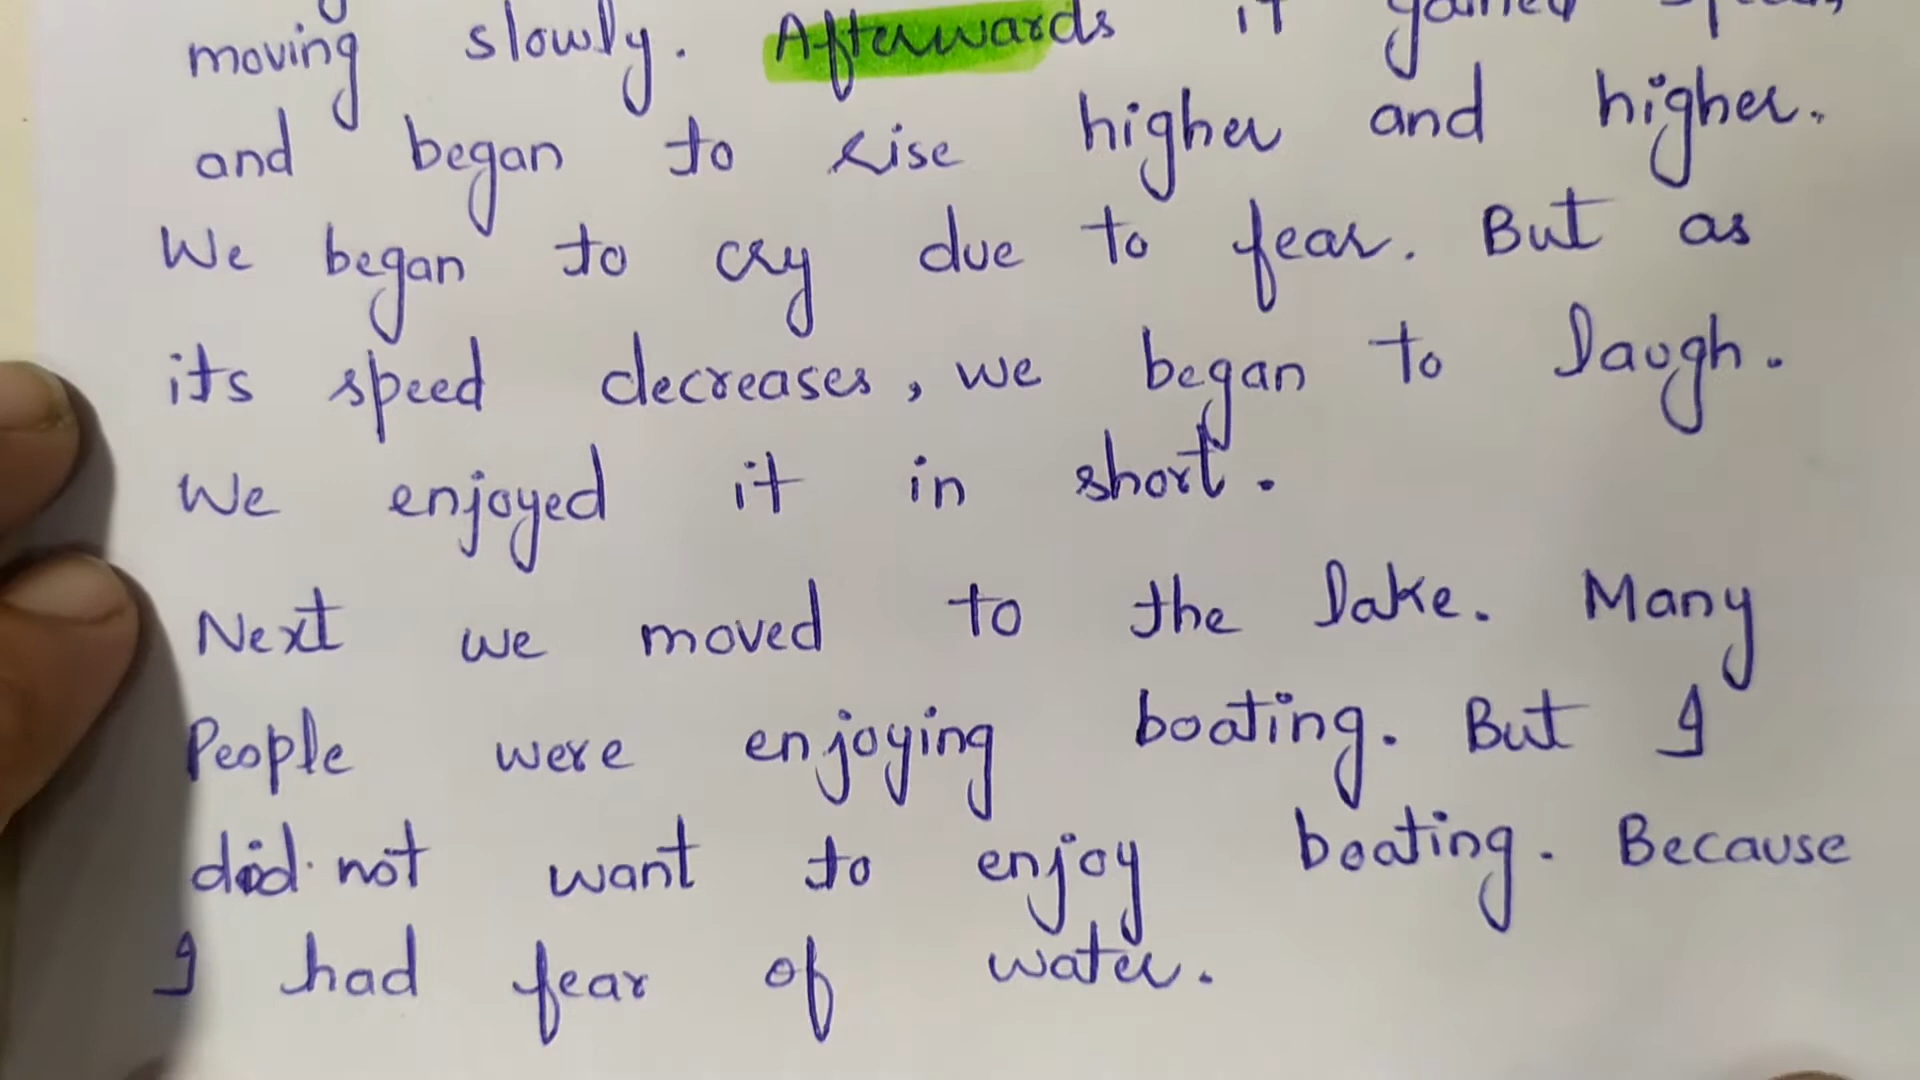 moving slowly. Afterwards it gained speed,
and began to rise higher and higher.
We began to cry due to fear. But as
its speed decreases, we began to laugh.
We enjoyed it in short.
Next we moved to the lake. Many
People were enjoying boating. But I
did not want to enjoy boating. Because
I had fear of water.